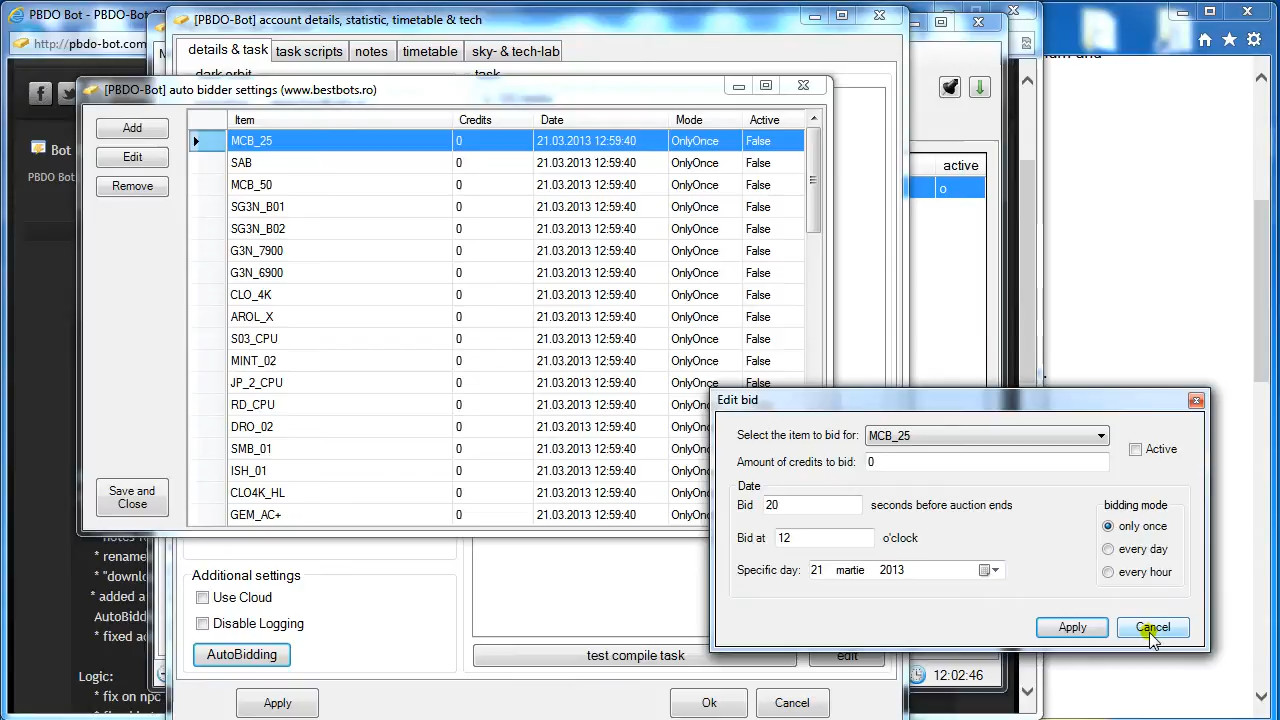 PBDO Bot
[PBDO-Bot] account details, statistic, timetable & tech
http://pbdo-bot.com
details & task
task scripts
notes
timetable
sky- & tech-lab
dark orbit
task
[PBDO-Bot] auto bidder settings (www.bestbots.ro)
Add
Edit
Remove
Save and
Close
Item Credits Date Mode Active
MCB_25 0 21.03.2013 12:59:40 OnlyOnce False
SAB 0 21.03.2013 12:59:40 OnlyOnce False
MCB_50 0 21.03.2013 12:59:40 OnlyOnce False
SG3N_B01 0 21.03.2013 12:59:40 OnlyOnce False
SG3N_B02 0 21.03.2013 12:59:40 OnlyOnce False
G3N_7900 0 21.03.2013 12:59:40 OnlyOnce False
G3N_6900 0 21.03.2013 12:59:40 OnlyOnce False
CLO_4K 0 21.03.2013 12:59:40 OnlyOnce False
AROL_X 0 21.03.2013 12:59:40 OnlyOnce False
S03_CPU 0 21.03.2013 12:59:40 OnlyOnce False
MINT_02 0 21.03.2013 12:59:40 OnlyOnce False
JP_2_CPU 0 21.03.2013 12:59:40 OnlyOnce False
RD_CPU 0 21.03.2013 12:59:40
DRO_02 0 21.03.2013 12:59:40
SMB_01 0 21.03.2013 12:59:40
ISH_01 0 21.03.2013 12:59:40
CLO4K_HL 0 21.03.2013 12:59:40
GEM_AC+ 0 21.03.2013 12:59:40
active
o
Bot
PBDO Bot
Edit bid
Select the item to bid for: MCB_25
Active
Amount of credits to bid: 0
Date
Bid 20 seconds before auction ends
Bid at 12 o'clock
Specific day: 21 martie 2013
bidding mode
only once
every day
every hour
Apply
Cancel
notes
* rename
* "downlo
* added a
AutoBidd
* fixed ac
Logic:
* fix on npc
Additional settings
Use Cloud
Disable Logging
AutoBidding
test compile task
edit
12:02:46
Apply
Ok
Cancel